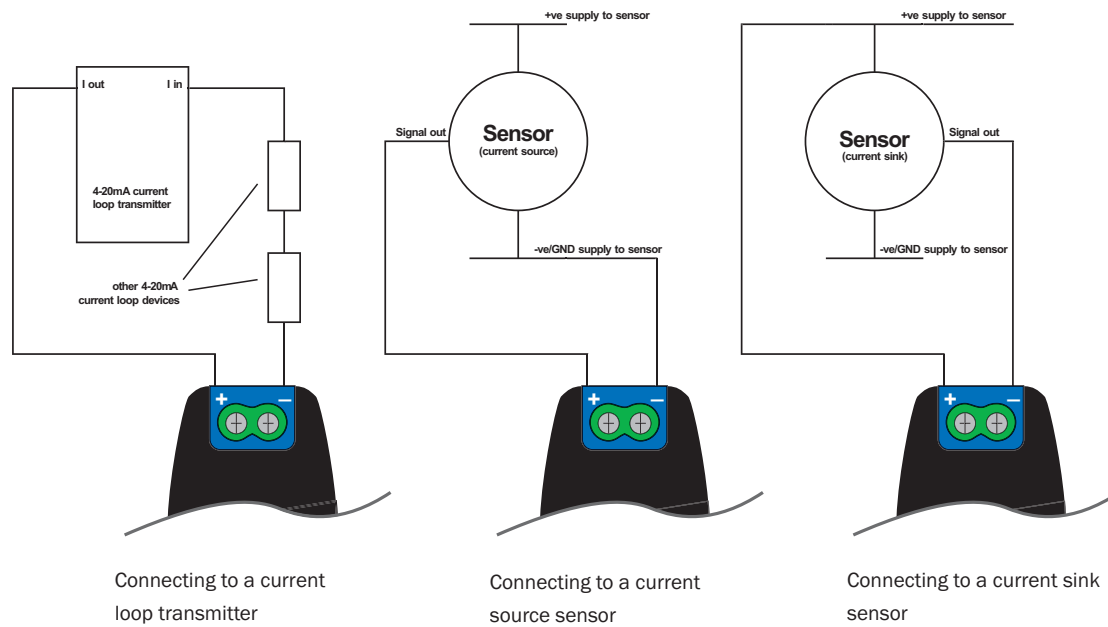 I out
I in
4-20mA current
loop transmitter
other 4-20mA
current loop devices
+
−
Connecting to a current
loop transmitter
+ve supply to sensor
Signal out
Sensor
(current source)
-ve/GND supply to sensor
+
−
Connecting to a current
source sensor
+ve supply to sensor
Sensor
(current sink)
Signal out
-ve/GND supply to sensor
+
−
Connecting to a current sink
sensor